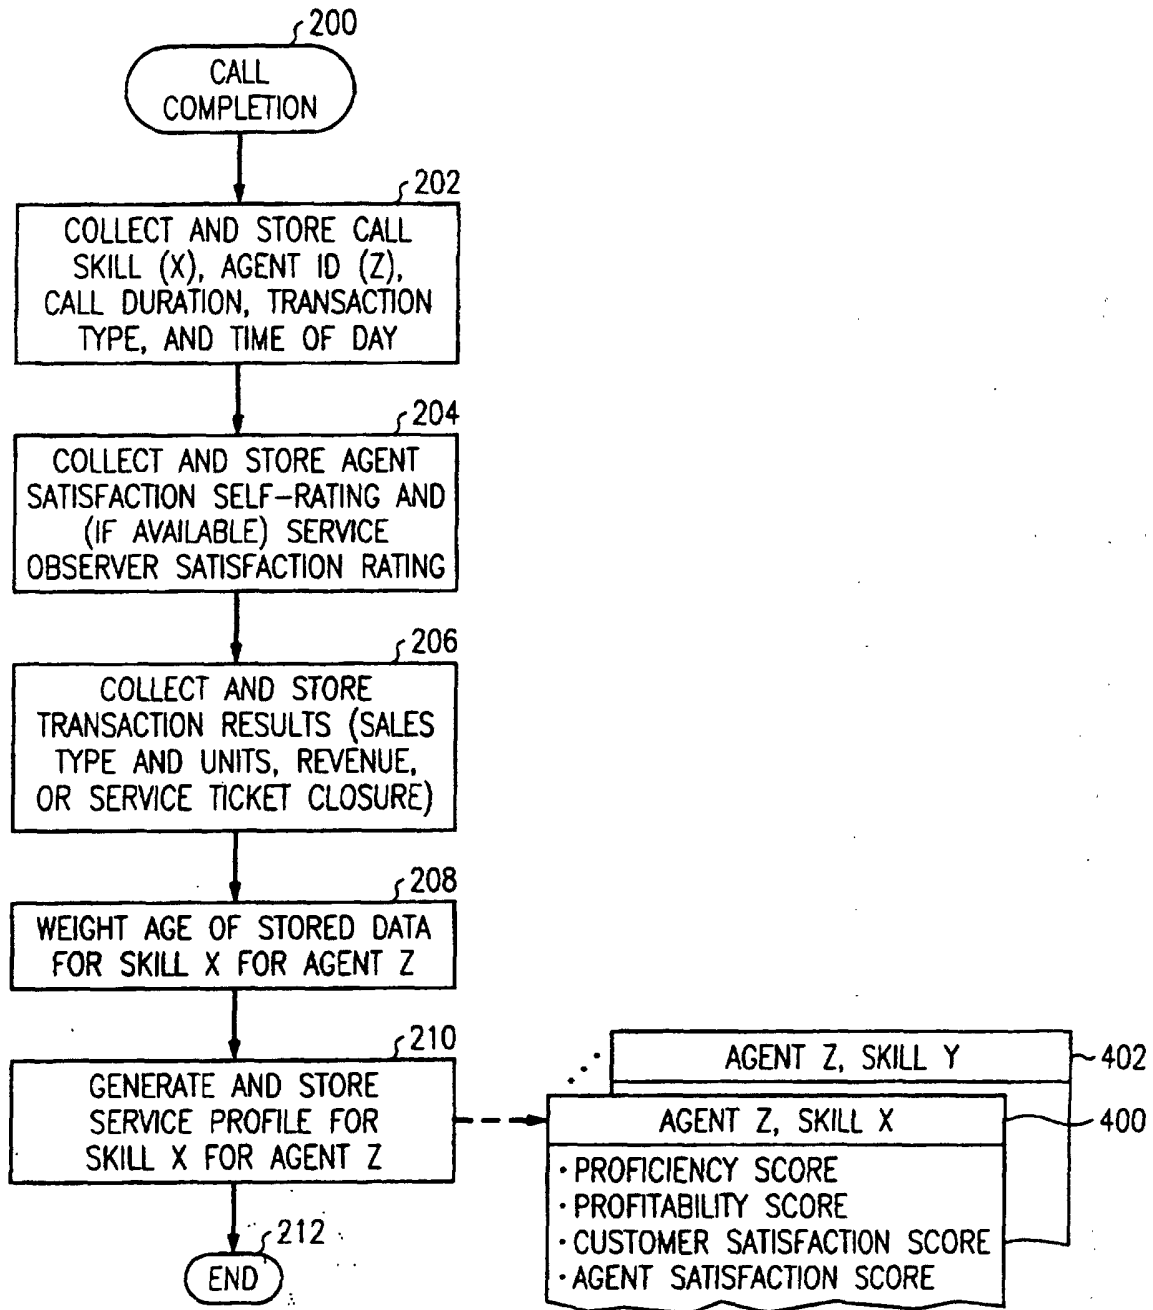 200
CALL
COMPLETION
202
COLLECT AND STORE CALL
SKILL (X), AGENT ID (Z),
CALL DURATION, TRANSACTION
TYPE, AND TIME OF DAY
204
COLLECT AND STORE AGENT
SATISFACTION SELF-RATING AND
(IF AVAILABLE) SERVICE
OBSERVER SATISFACTION RATING
206
COLLECT AND STORE
TRANSACTION RESULTS (SALES
TYPE AND UNITS, REVENUE,
OR SERVICE TICKET CLOSURE)
208
WEIGHT AGE OF STORED DATA
FOR SKILL X FOR AGENT Z
210
GENERATE AND STORE
SERVICE PROFILE FOR
SKILL X FOR AGENT Z
212
END
AGENT Z, SKILL Y
402
AGENT Z, SKILL X
400
· PROFICIENCY SCORE
· PROFITABILITY SCORE
· CUSTOMER SATISFACTION SCORE
· AGENT SATISFACTION SCORE